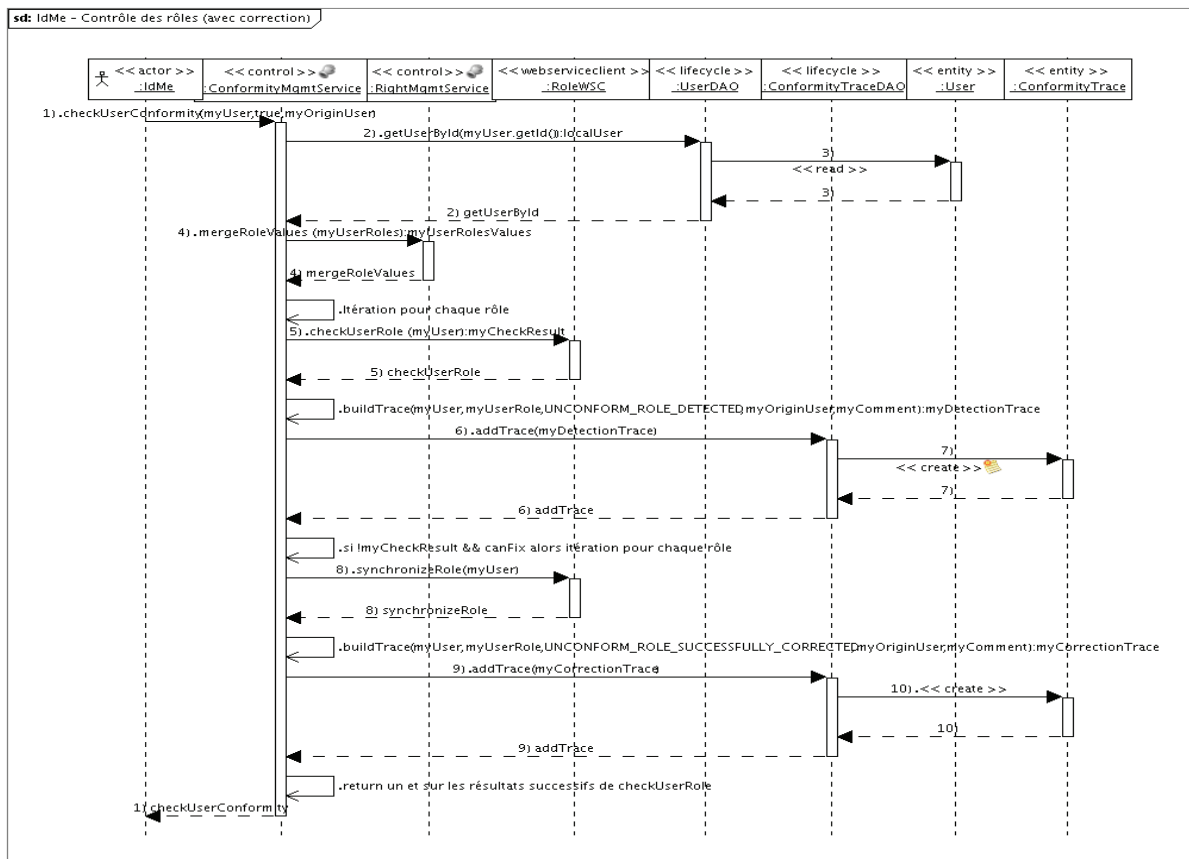 sd: IdMe - Contrôle des rôles (avec correction)
<< actor >> << control >> << control >> <<webserviceclient >> << lifecycle >> << lifecycle >> << entity >> << entity >>
:IdMe :ConformityMgmtService :RightMgmtService :RoleWSC :UserDAO :ConformityTraceDAO :User :ConformityTrace
1).checkUserConformity(myUser,true,myOriginUser)
2).getUserById(myUser.getId()):localUser
3)
<< read >>
3)
2) getUserById
4).mergeRoleValues (myUserRoles):myUserRolesValues
4) mergeRoleValues
.Itération pour chaque rôle
5).checkUserRole (myUser):myCheckResult
5) checkUserRole
.buildTrace(myUser,myUserRole,UNCONFORM_ROLE_DETECTED,myOriginUser,myComment):myDetectionTrace
6).addTrace(myDetectionTrace)
7)
<< create >>
7)
6) addTrace
.si !myCheckResult && canFix alors itération pour chaque rôle
8).synchronizeRole(myUser)
8) synchronizeRole
.buildTrace(myUser,myUserRole,UNCONFORM_ROLE_SUCCESSFULLY_CORRECTED,myOriginUser,myComment):myCorrectionTrace
9).addTrace(myCorrectionTrace)
10).<< create >>
10)
9) addTrace
.return un et sur les résultats successifs de checkUserRole
1) checkUserConformity